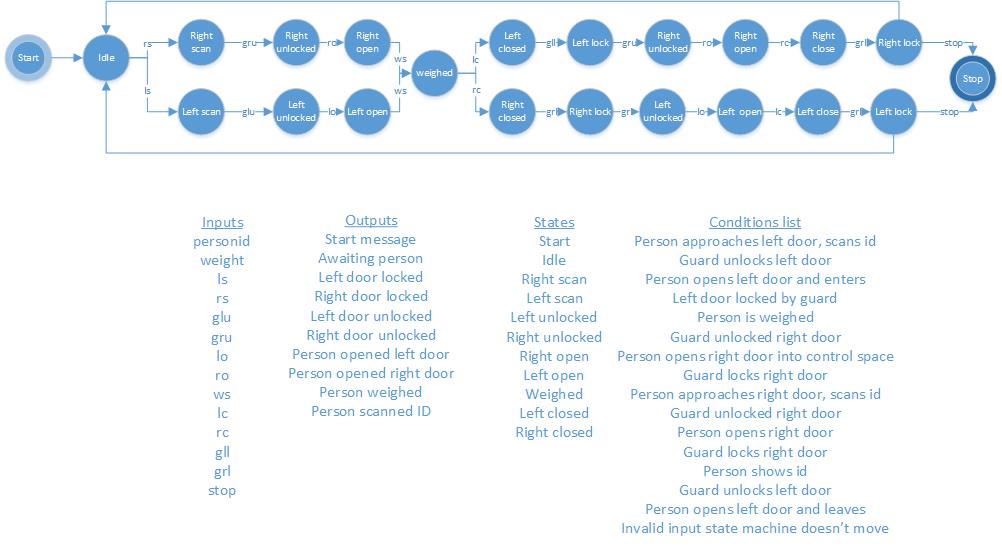 Start
Idle
rs
Right scan
gru
Right unlocked
ro
Right open
ws
weighed
lc
Left closed
gll
Left lock
gru
Right unlocked
ro
Right open
rc
Right close
grl
Right lock
stop
Stop
ls
Left scan
glu
Left unlocked
lo
Left open
ws
rc
Right closed
Right lock
Left unlocked
lo
Left open
lc
Left close
Left lock
stop
Inputs
personid
weight
ls
rs
glu
gru
lo
ro
ws
lc
rc
gll
grl
stop
Outputs
Start message
Awaiting person
Left door locked
Right door locked
Left door unlocked
Right door unlocked
Person opened left door
Person opened right door
Person weighed
Person scanned ID
States
Start
Idle
Right scan
Left scan
Left unlocked
Right unlocked
Right open
Left open
Weighed
Left closed
Right closed
Conditions list
Person approaches left door, scans id
Guard unlocks left door
Person opens left door and enters
Left door locked by guard
Person is weighed
Guard unlocked right door
Person opens right door into control space
Guard locks right door
Person approaches right door, scans id
Guard unlocked right door
Person opens right door
Guard locks right door
Person shows id
Guard unlocks left door
Person opens left door and leaves
Invalid input state machine doesn’t move